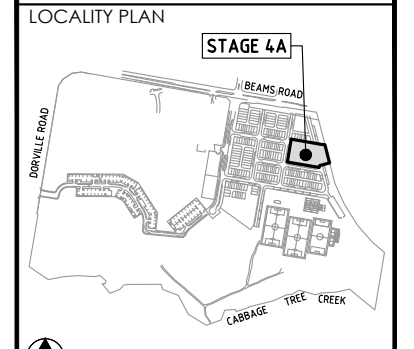 LOCALITY PLAN
STAGE 4A
BEAMS ROAD
DORVILLE ROAD
CABBAGE TREE CREEK